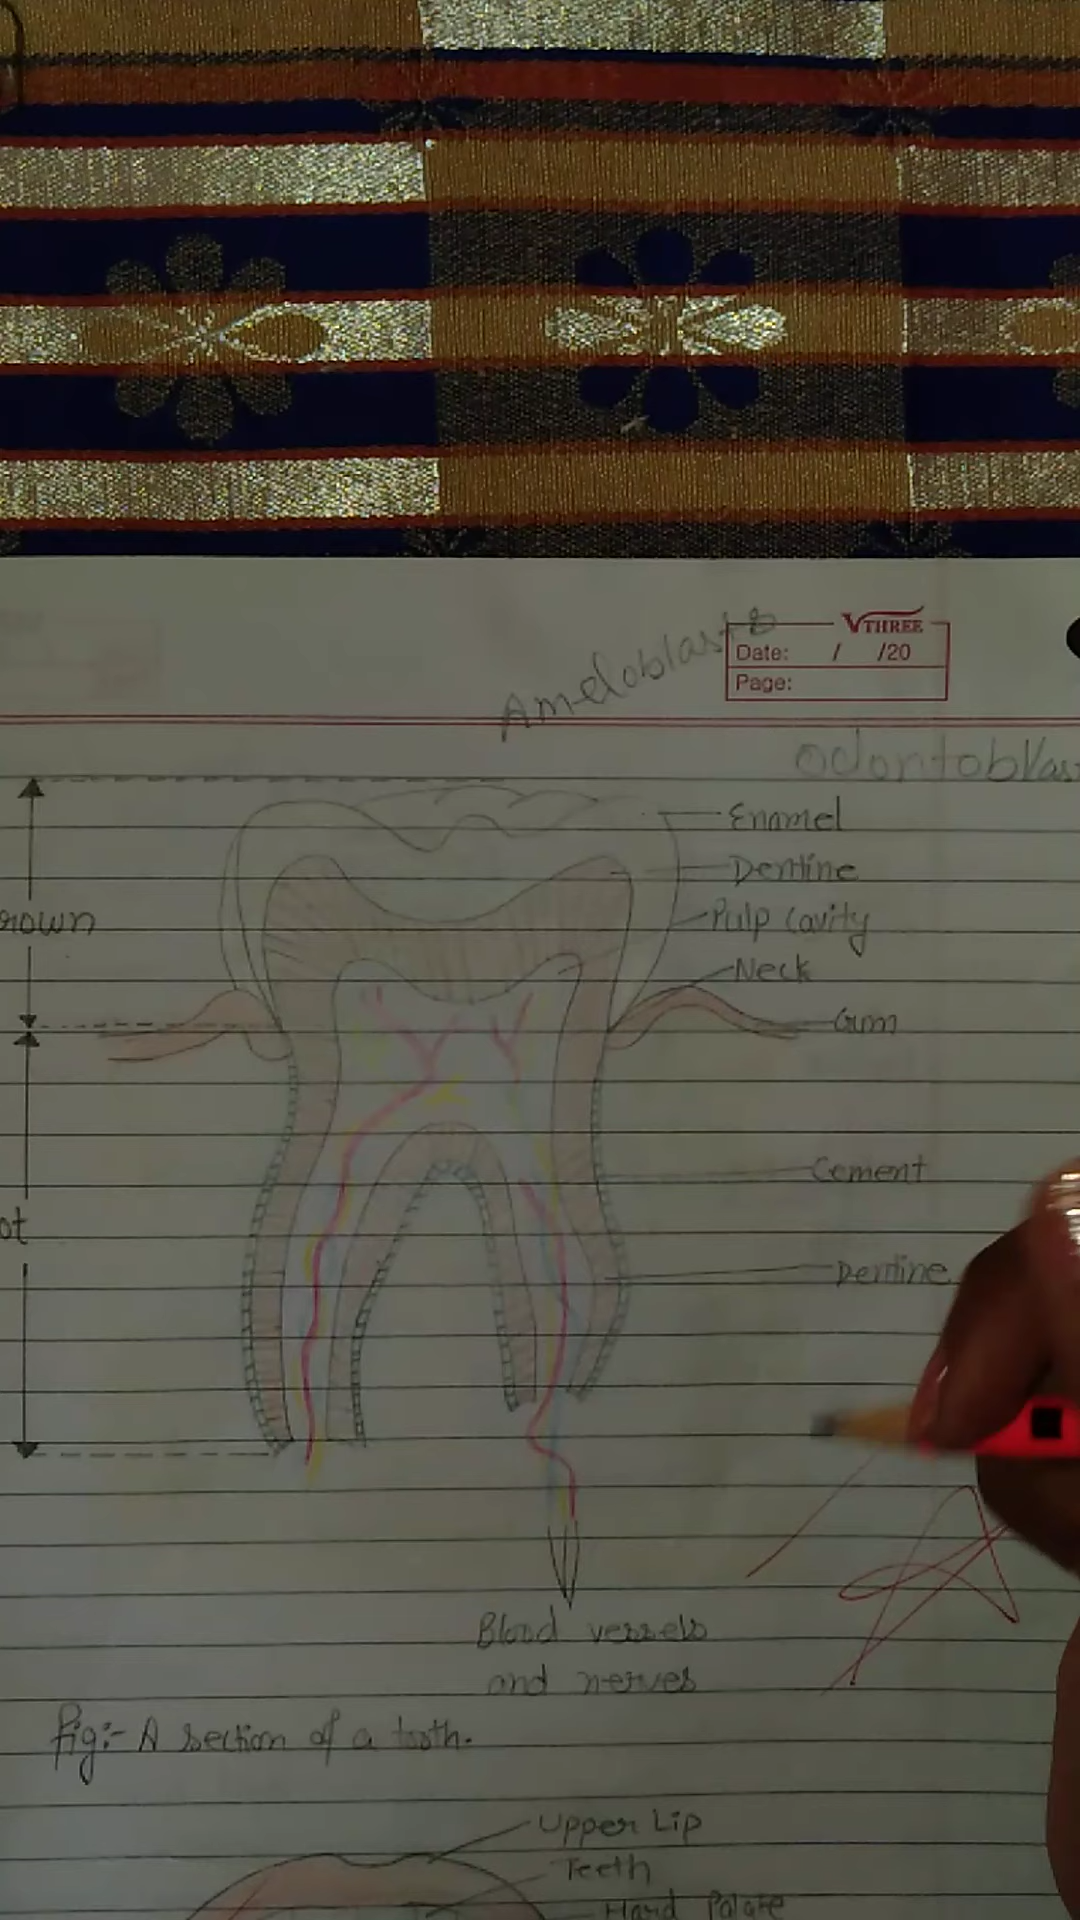 Ameloblasts
VTHREE
Date: / /20
Page:
odontoblas
Enamel
Dentine
rown
Pulp cavity
Neck
Gum
Cement
ot
Dentine
Blood vessels
and nerves
Fig:- A section of a tooth.
Upper Lip
Teeth
Hard Palate